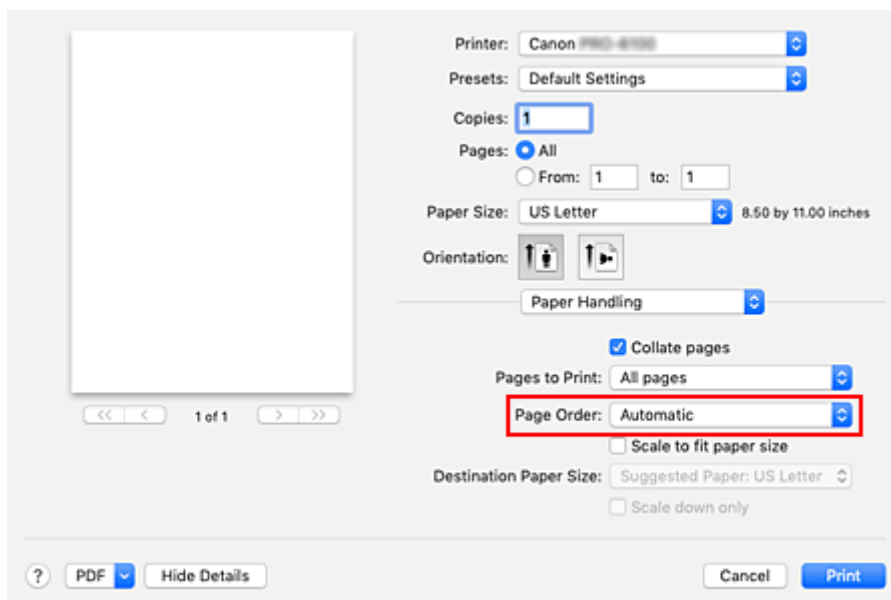 Printer: Canon
Presets: Default Settings
Copies: 1
Pages: All
From: 1 to: 1
Paper Size: US Letter 8.50 by 11.00 inches
Orientation:
Paper Handling
Collate pages
Pages to Print: All pages
1 of 1
Page Order: Automatic
Scale to fit paper size
Destination Paper Size: Suggested Paper: US Letter
Scale down only
? PDF Hide Details Cancel Print